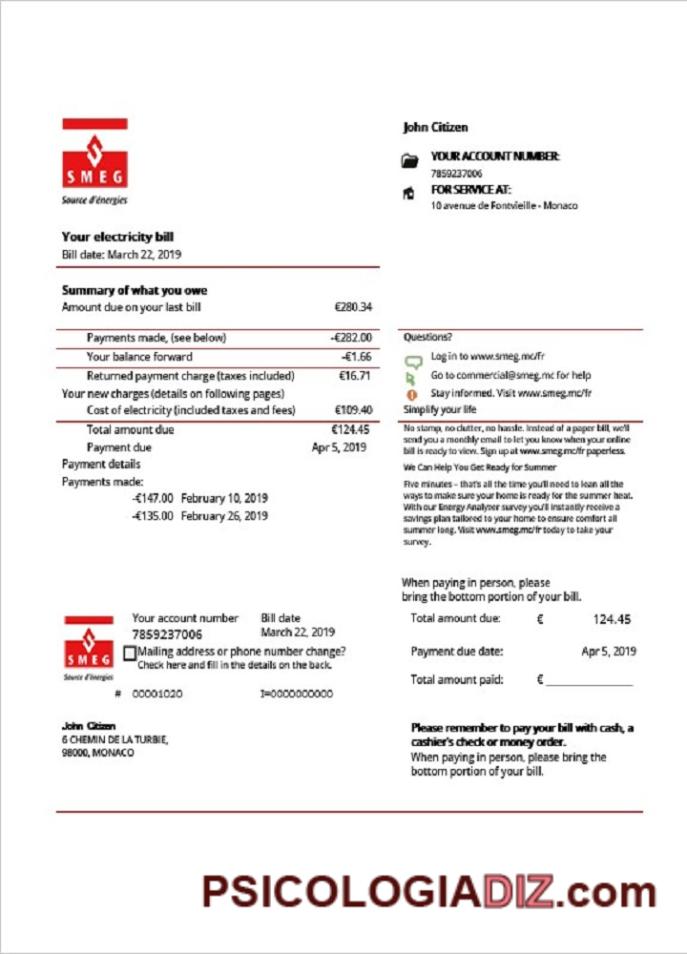 John Citizen
SMEG
Source d'énergies
YOUR ACCOUNT NUMBER:
7859237006
FOR SERVICE AT:
10 avenue de Fontvieille - Monaco
Your electricity bill
Bill date: March 22, 2019
Summary of what you owe
Amount due on your last bill €280.34
Payments made, (see below) -€282.00
Your balance forward -€1.66
Returned payment charge (taxes included) €16.71
Your new charges (details on following pages)
Cost of electricity (included taxes and fees) €109.40
Total amount due €124.45
Payment due Apr 5, 2019
Payment details
Payments made:
-€147.00 February 10, 2019
-€135.00 February 26, 2019
Questions?
Log in to www.smeg.mc/fr
Go to commercial@smeg.mc for help
Stay informed. Visit www.smeg.mc/fr
Simplify your life
No stamp, no clutter, no hassle. Instead of a paper bill, we'll
send you a monthly email to let you know when your online
bill is ready to view. Sign up at www.smeg.mc/fr paperless.
We Can Help You Get Ready for Summer
Five minutes – that's all the time you'll need to lean all the
ways to make sure your home is ready for the summer heat.
With our Energy Analyzer survey you'll instantly receive a
savings plan tailored to your home to ensure comfort all
summer long. Visit www.smeg.mc/fr today to take your
survey.
When paying in person, please
bring the bottom portion of your bill.
SMEG
Source d'énergies
Your account number Bill date
7859237006 March 22, 2019
Mailing address or phone number change?
Check here and fill in the details on the back.
# 00001020 I=0000000000
Total amount due: € 124.45
Payment due date: Apr 5, 2019
Total amount paid: €
John Citizen
6 CHEMIN DE LA TURBIE,
98000, MONACO
Please remember to pay your bill with cash, a
cashier's check or money order.
When paying in person, please bring the
bottom portion of your bill.
PSICOLOGIADIZ.com